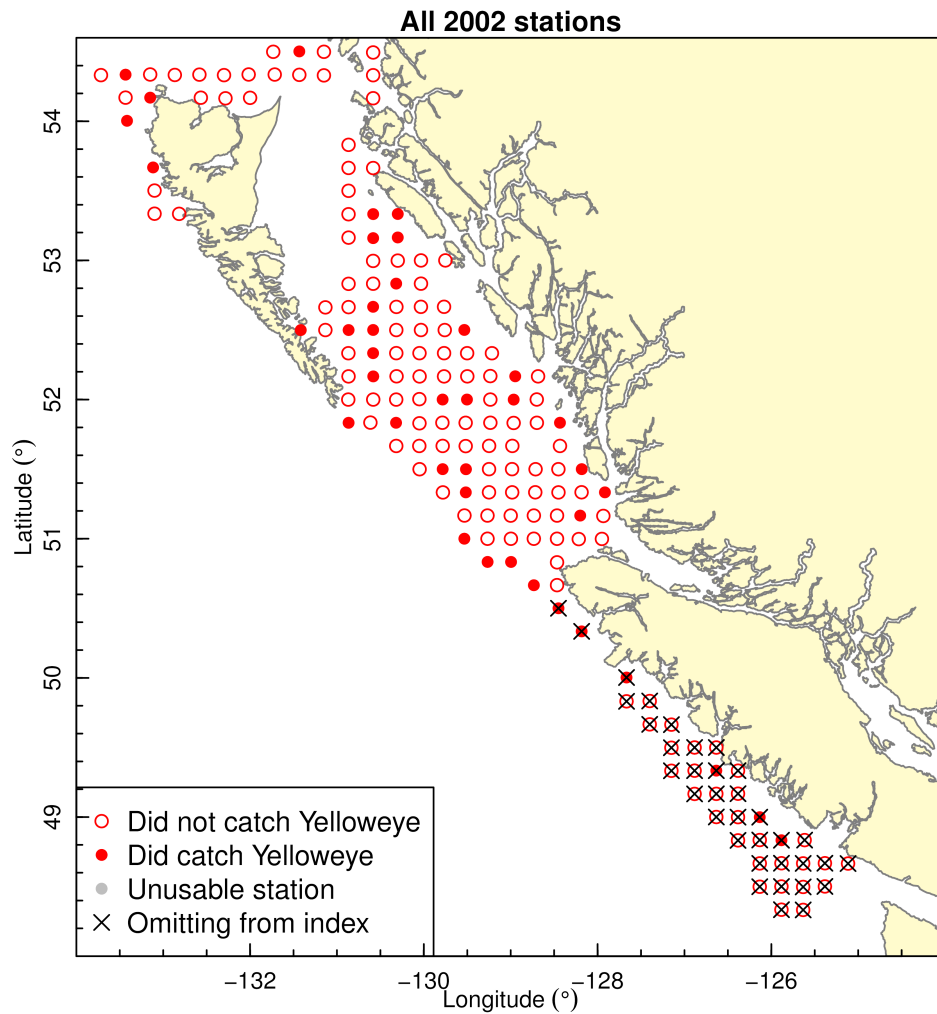 All 2002 stations
54
53
52
51
50
49
Latitude (°)
Did not catch Yelloweye
Did catch Yelloweye
Unusable station
Omitting from index
−132
−130
−128
−126
Longitude (°)